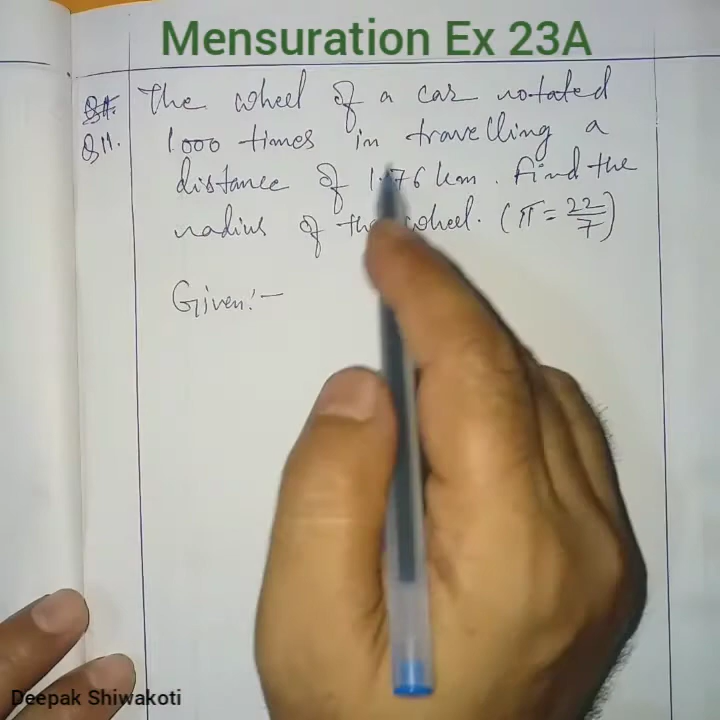 Mensuration Ex 23A
Q11.
The wheel of a car rotated
1000 times in travelling a
distance of 1.76 km. Find the
radius of the wheel. (π = 22/7)
Given:-
Deepak Shiwakoti